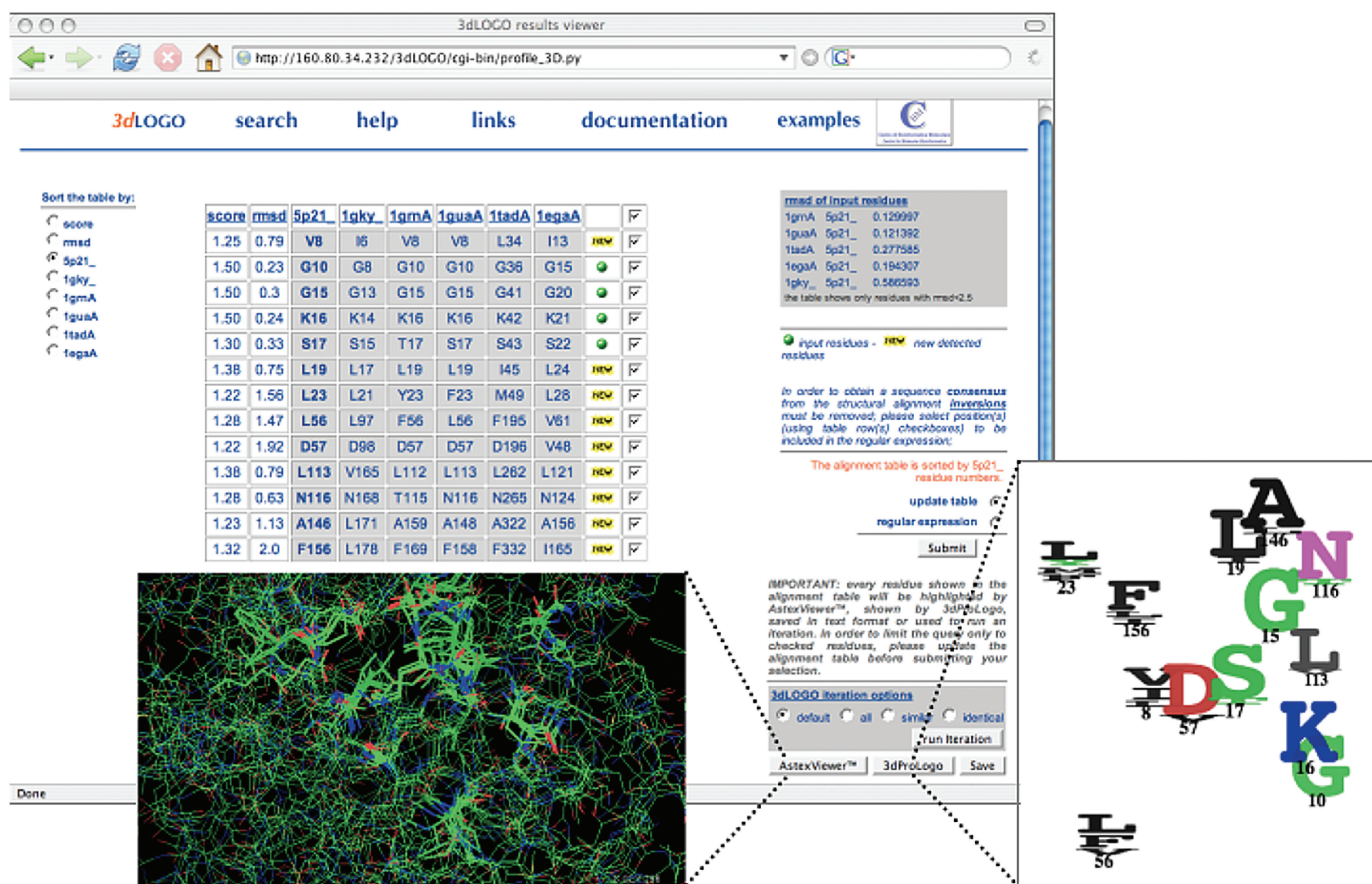 3dLOGO results viewer
http://160.80.34.232/3dLOGO/cgi-bin/profile_3D.py
G
3dLOGO search help links documentation examples
Sort the table by:
score
rmsd
5p21_
1gky_
1grnA
1guaA
1tadA
1egaA
score rmsd 5p21_ 1gky_ 1grnA 1guaA 1tadA 1egaA
1.25 0.79 V8 I6 V8 V8 L34 I13 NEW
1.50 0.23 G10 G8 G10 G10 G36 G15
1.50 0.3 G15 G13 G15 G15 G41 G20
1.50 0.24 K16 K14 K16 K16 K42 K21
1.30 0.33 S17 S15 T17 S17 S43 S22
1.38 0.75 L19 L17 L19 L19 I45 L24 NEW
1.22 1.56 L23 L21 Y23 F23 M49 L28 NEW
1.28 1.47 L56 L97 F56 L56 F195 V61 NEW
1.22 1.92 D57 D98 D57 D57 D196 V48 NEW
1.38 0.79 L113 V165 L112 L113 L262 L121 NEW
1.28 0.63 N116 N168 T115 N116 N265 N124 NEW
1.23 1.13 A146 L171 A159 A148 A322 A156 NEW
1.32 2.0 F156 L178 F169 F158 F332 I165 NEW
rmsd of input residues
1grnA 5p21_ 0.129997
1guaA 5p21_ 0.121392
1tadA 5p21_ 0.277585
1egaA 5p21_ 0.194307
1gky_ 5p21_ 0.586593
the table shows only residues with rmsd<2.5
input residues - NEW new detected
residues
In order to obtain a sequence consensus
from the structural alignment inversions
must be removed; please select position(s)
(using table row(s) checkboxes) to be
included in the regular expression;
The alignment table is sorted by 5p21_
residue numbers.
update table
regular expression
Submit
IMPORTANT: every residue shown in the
alignment table will be highlighted by
AstexViewer™, shown by 3dProLogo,
saved in text format or used to run an
iteration. In order to limit the query only to
checked residues, please update the
alignment table before submitting your
selection.
3dLOGO iteration options
default all similar identical
run Iteration
AstexViewer™ 3dProLogo Save
Done
A
146
L
19
N
116
L
23
G
15
F
156
L
113
S
17
Y
8
D
57
K
16
G
10
56